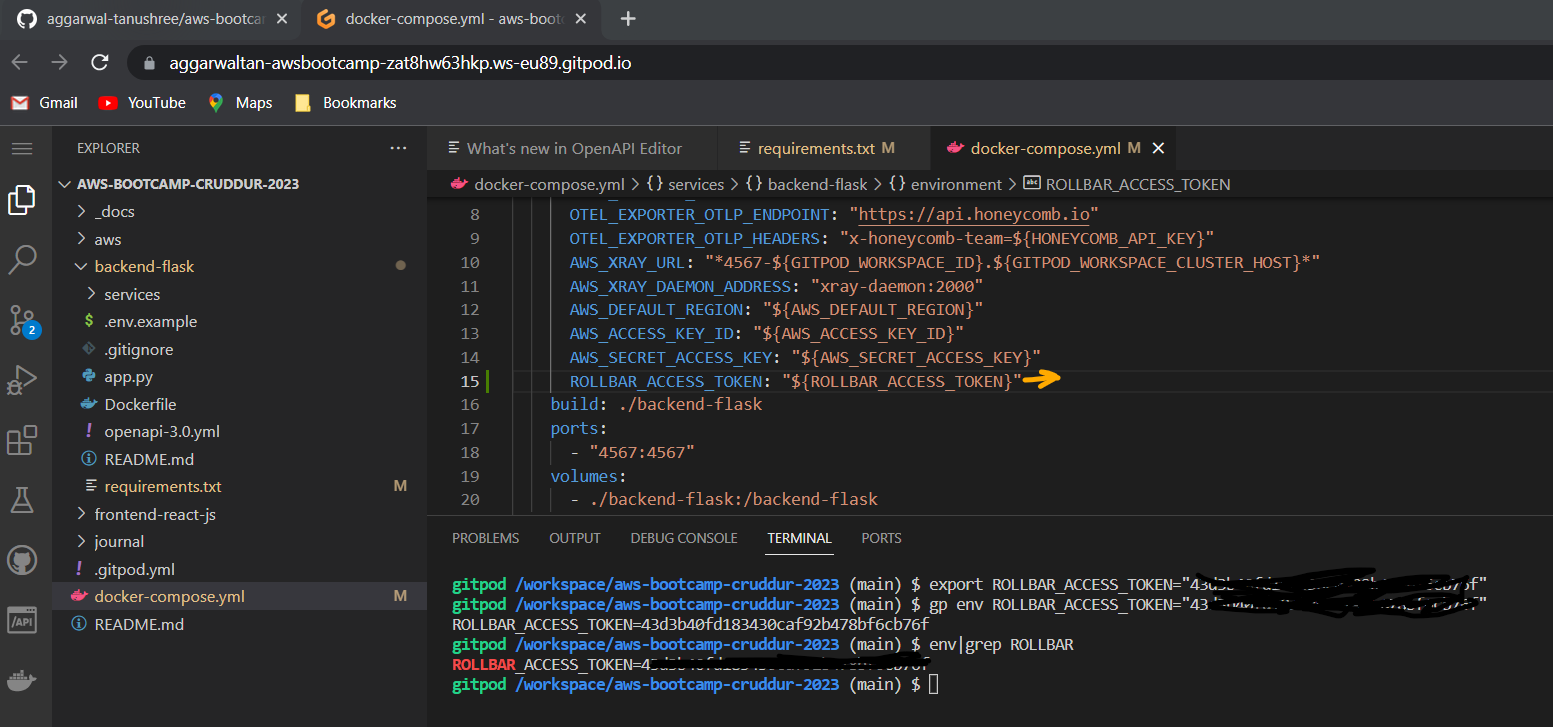 aggarwal-tanushree/aws-bootca
docker-compose.yml - aws-boot
aggarwaltan-awsbootcamp-zat8hw63hkp.ws-eu89.gitpod.io
Gmail YouTube Maps Bookmarks
EXPLORER
AWS-BOOTCAMP-CRUDDUR-2023
_docs
aws
backend-flask
services
$ .env.example
.gitignore
app.py
Dockerfile
! openapi-3.0.yml
README.md
requirements.txt M
frontend-react-js
journal
! .gitpod.yml
docker-compose.yml M
README.md
2
/API
What's new in OpenAPI Editor
requirements.txt M
docker-compose.yml M
docker-compose.yml > {} services > {} backend-flask > {} environment > abc ROLLBAR_ACCESS_TOKEN
8 OTEL_EXPORTER_OTLP_ENDPOINT: "https://api.honeycomb.io"
9 OTEL_EXPORTER_OTLP_HEADERS: "x-honeycomb-team=${HONEYCOMB_API_KEY}"
10 AWS_XRAY_URL: "*4567-${GITPOD_WORKSPACE_ID}.${GITPOD_WORKSPACE_CLUSTER_HOST}*"
11 AWS_XRAY_DAEMON_ADDRESS: "xray-daemon:2000"
12 AWS_DEFAULT_REGION: "${AWS_DEFAULT_REGION}"
13 AWS_ACCESS_KEY_ID: "${AWS_ACCESS_KEY_ID}"
14 AWS_SECRET_ACCESS_KEY: "${AWS_SECRET_ACCESS_KEY}"
15 ROLLBAR_ACCESS_TOKEN: "${ROLLBAR_ACCESS_TOKEN}"
16 build: ./backend-flask
17 ports:
18 - "4567:4567"
19 volumes:
20 - ./backend-flask:/backend-flask
PROBLEMS OUTPUT DEBUG CONSOLE TERMINAL PORTS
gitpod /workspace/aws-bootcamp-cruddur-2023 (main) $ export ROLLBAR_ACCESS_TOKEN="
gitpod /workspace/aws-bootcamp-cruddur-2023 (main) $ gp env ROLLBAR_ACCESS_TOKEN="
ROLLBAR_ACCESS_TOKEN=43d3b40fd183430caf92b478bf6cb76f
gitpod /workspace/aws-bootcamp-cruddur-2023 (main) $ env|grep ROLLBAR
ROLLBAR_ACCESS_TOKEN=
gitpod /workspace/aws-bootcamp-cruddur-2023 (main) $